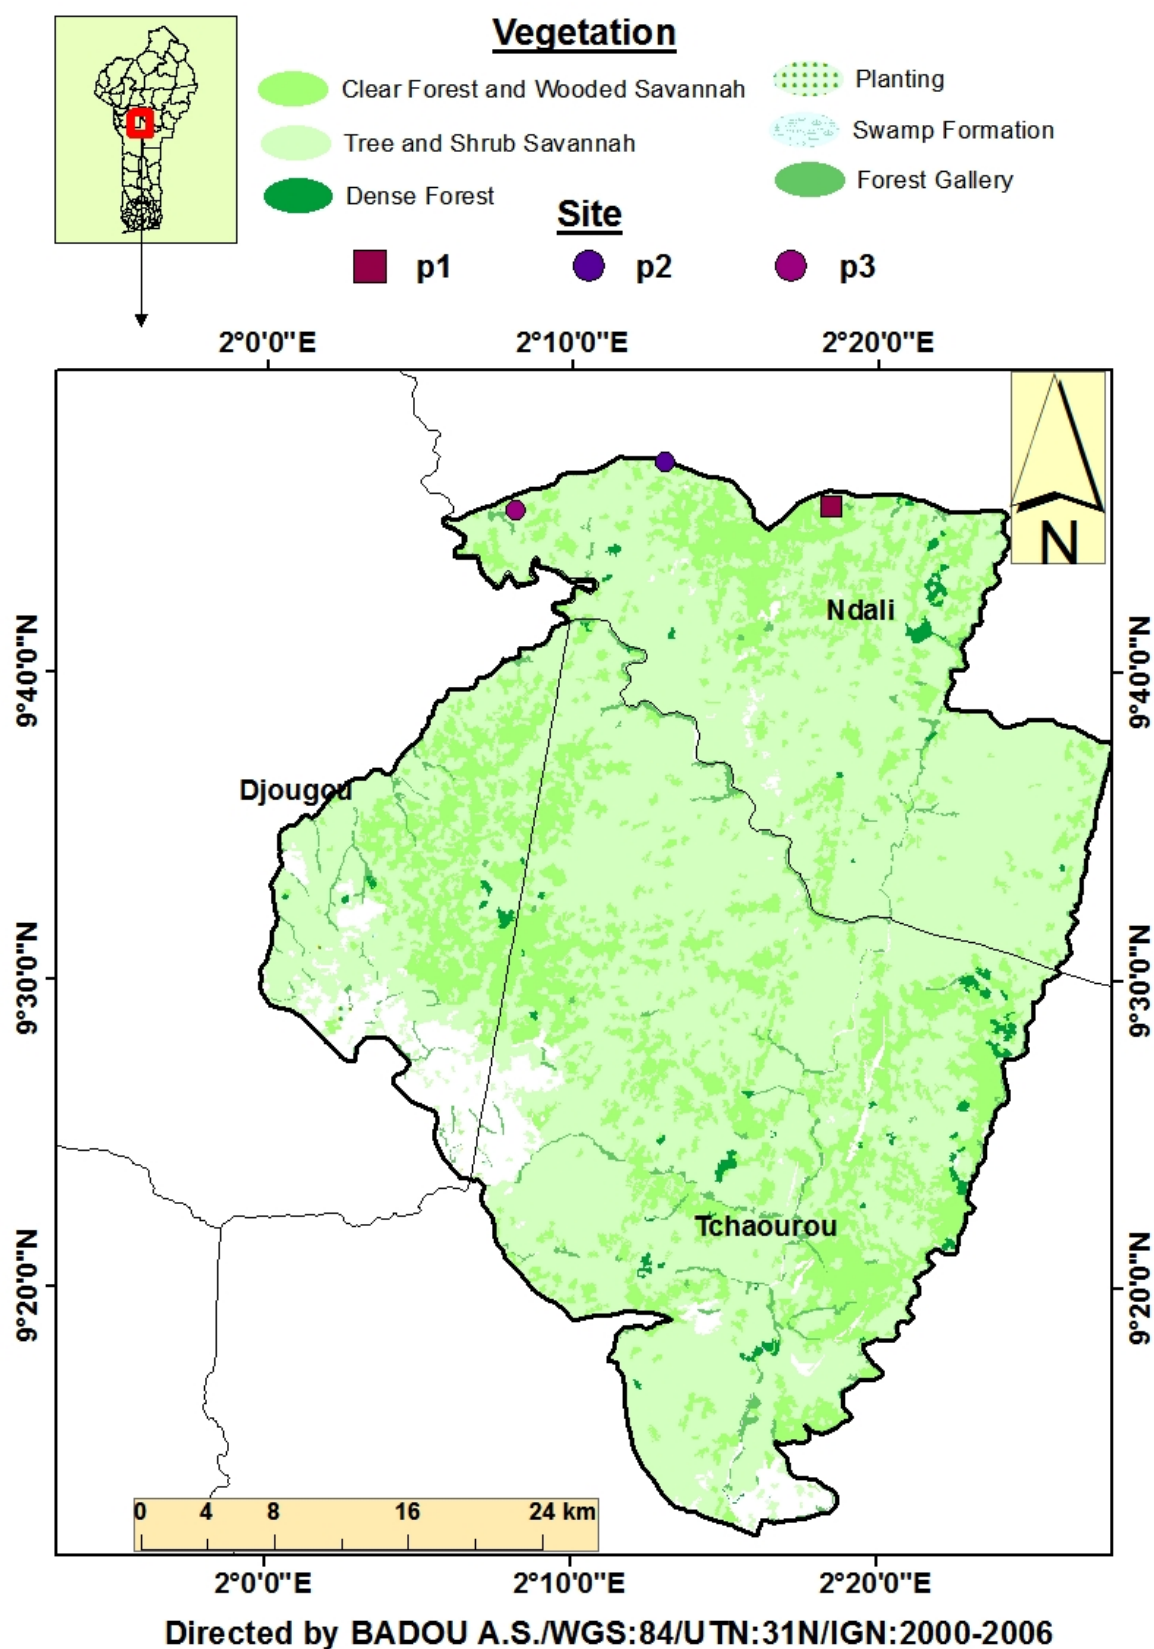 Vegetation
Clear Forest and Wooded Savannah
Planting
Tree and Shrub Savannah
Swamp Formation
Dense Forest
Forest Gallery
Site
p1 p2 p3
2°0'0"E 2°10'0"E 2°20'0"E
N
Ndali
9°40'0"N 9°40'0"N
Djougou
9°30'0"N 9°30'0"N
Tchaourou
9°20'0"N 9°20'0"N
0 4 8 16 24 km
2°0'0"E 2°10'0"E 2°20'0"E
Directed by BADOU A.S./WGS:84/UTN:31N/IGN:2000-2006